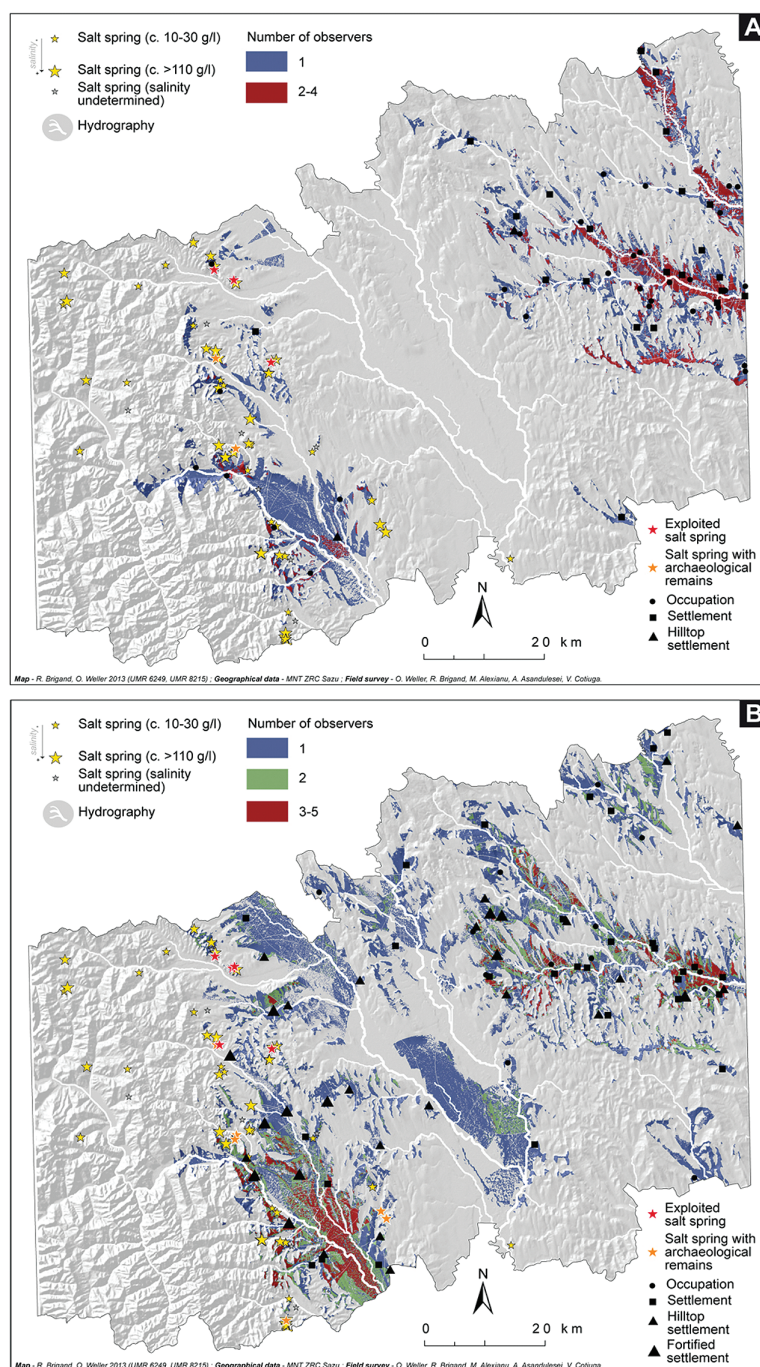 A
Salt spring (c. 10-30 g/l)
salinity
Salt spring (c. >110 g/l)
Salt spring (salinity
undetermined)
Hydrography
Number of observers
1
2-4
Exploited
salt spring
Salt spring with
archaeological
remains
Occupation
Settlement
Hilltop
settlement
N
0 20 km
Map - R. Brigand, O. Weller 2013 (UMR 6249, UMR 8215) ; Geographical data - MNT ZRC Sazu ; Field survey - O. Weller, R. Brigand, M. Alexianu, A. Asandulesei, V. Cotiuga.
B
Salt spring (c. 10-30 g/l)
salinity
Salt spring (c. >110 g/l)
Salt spring (salinity
undetermined)
Hydrography
Number of observers
1
2
3-5
Exploited
salt spring
Salt spring with
archaeological
remains
Occupation
Settlement
Hilltop
settlement
Fortified
settlement
N
0 20 km
Map - R. Brigand, O. Weller 2013 (UMR 6249, UMR 8215) ; Geographical data - MNT ZRC Sazu ; Field survey - O. Weller, R. Brigand, M. Alexianu, A. Asandulesei, V. Cotiuga.